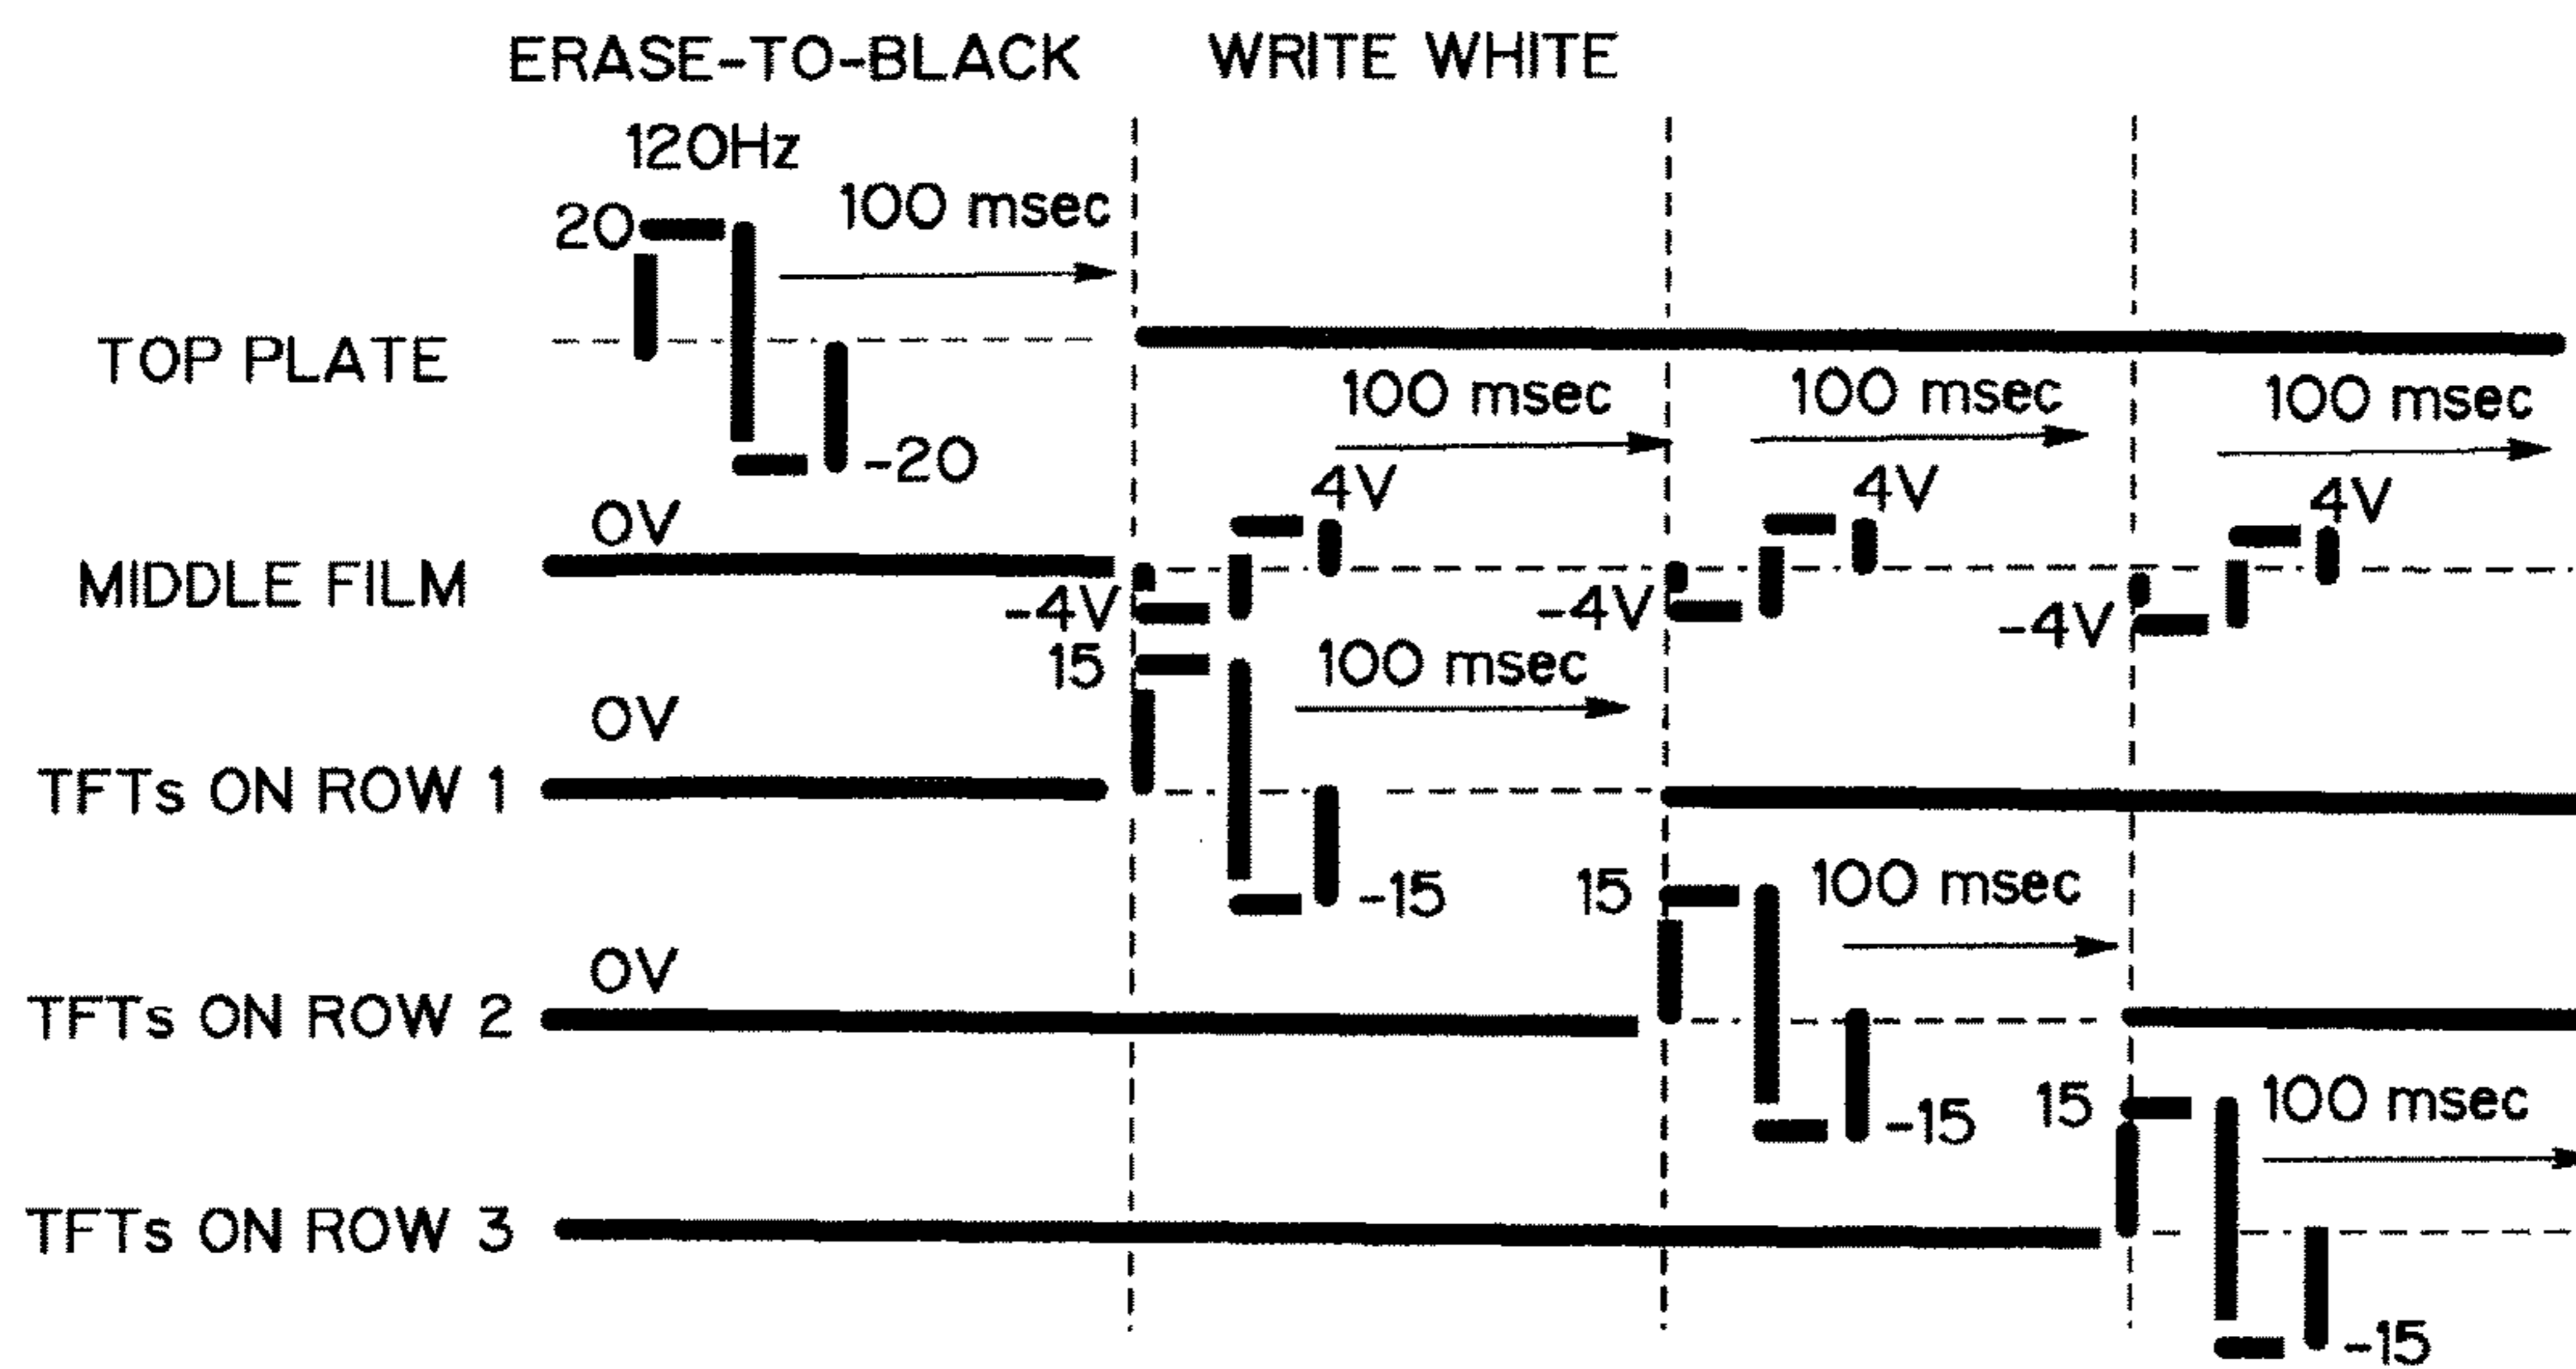 ERASE-TO-BLACK WRITE WHITE
120Hz
20 100 msec
TOP PLATE
100 msec 100 msec 100 msec
-20 4V 4V 4V
0V
MIDDLE FILM
-4V -4V -4V
15 100 msec
0V
TFTs ON ROW 1
-15 15 100 msec
0V
TFTs ON ROW 2
15 100 msec
-15
TFTs ON ROW 3
-15